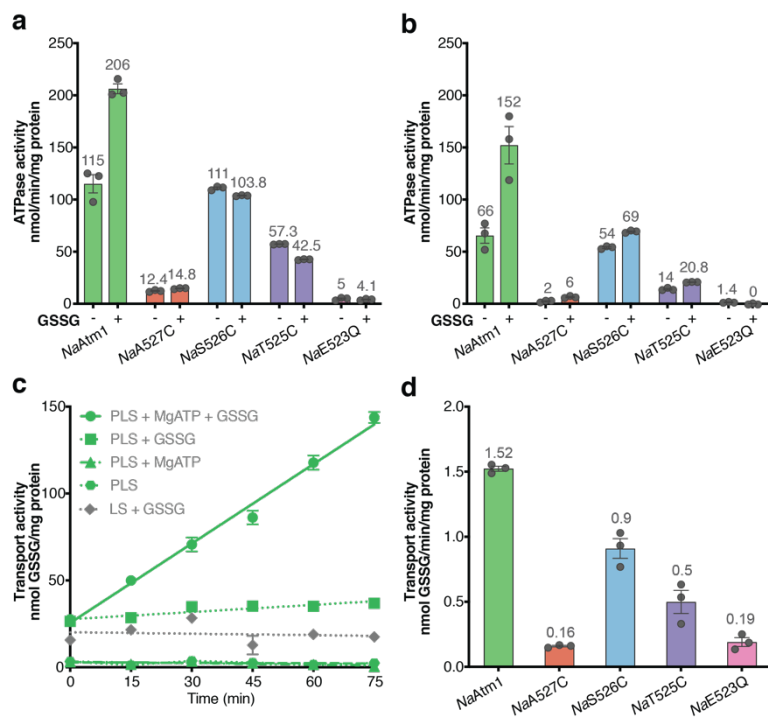 a
ATPase activity
nmol/min/mg protein
250
200
150
100
50
0
115
206
12.4
14.8
111
103.8
57.3
42.5
5
4.1
GSSG - + - + - + - + - +
NaAtm1
NaA527C
NaS526C
NaT525C
NaE523Q
b
ATPase activity
nmol/min/mg protein
250
200
150
100
50
0
66
152
2
6
54
69
14
20.8
1.4
0
GSSG - + - + - + - + - +
NaAtm1
NaA527C
NaS526C
NaT525C
NaE523Q
c
Transport activity
nmol GSSG/mg protein
150
100
50
0
PLS + MgATP + GSSG
PLS + GSSG
PLS + MgATP
PLS
LS + GSSG
0 15 30 45 60 75
Time (min)
d
Transport activity
nmol GSSG/min/mg protein
2.0
1.5
1.0
0.5
0.0
1.52
0.16
0.9
0.5
0.19
NaAtm1
NaA527C
NaS526C
NaT525C
NaE523Q